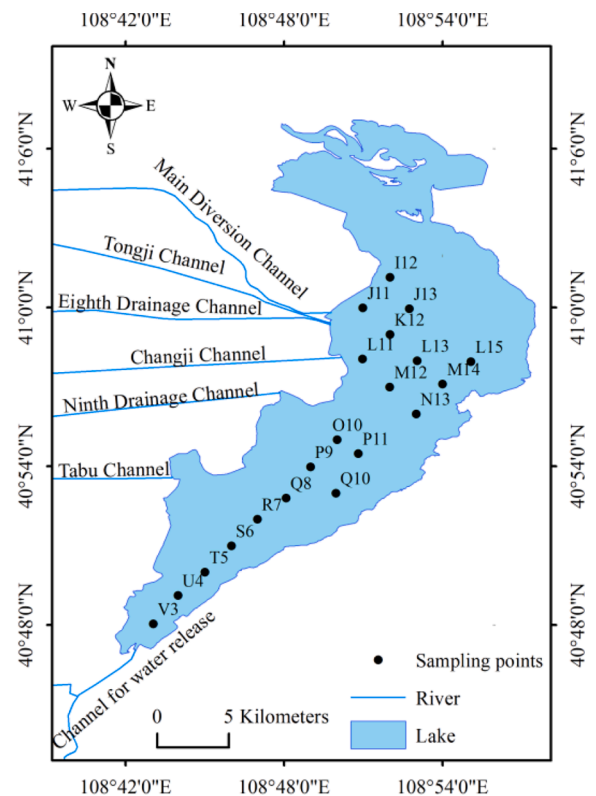 108°42'0"E 108°48'0"E 108°54'0"E
N
W E
S
41°6'0"N 41°6'0"N
Main Diversion Channel
Tongji Channel
I12
J11 J13
41°0'0"N 41°0'0"N
Eighth Drainage Channel
K12
L11 L13 L15
Changji Channel
M12 M14
Ninth Drainage Channel
N13
O10
P11
P9
40°54'0"N 40°54'0"N
Tabu Channel
Q8 Q10
R7
S6
T5
U4
V3
40°48'0"N 40°48'0"N
Channel for water release
Sampling points
River
Lake
0 5 Kilometers
108°42'0"E 108°48'0"E 108°54'0"E